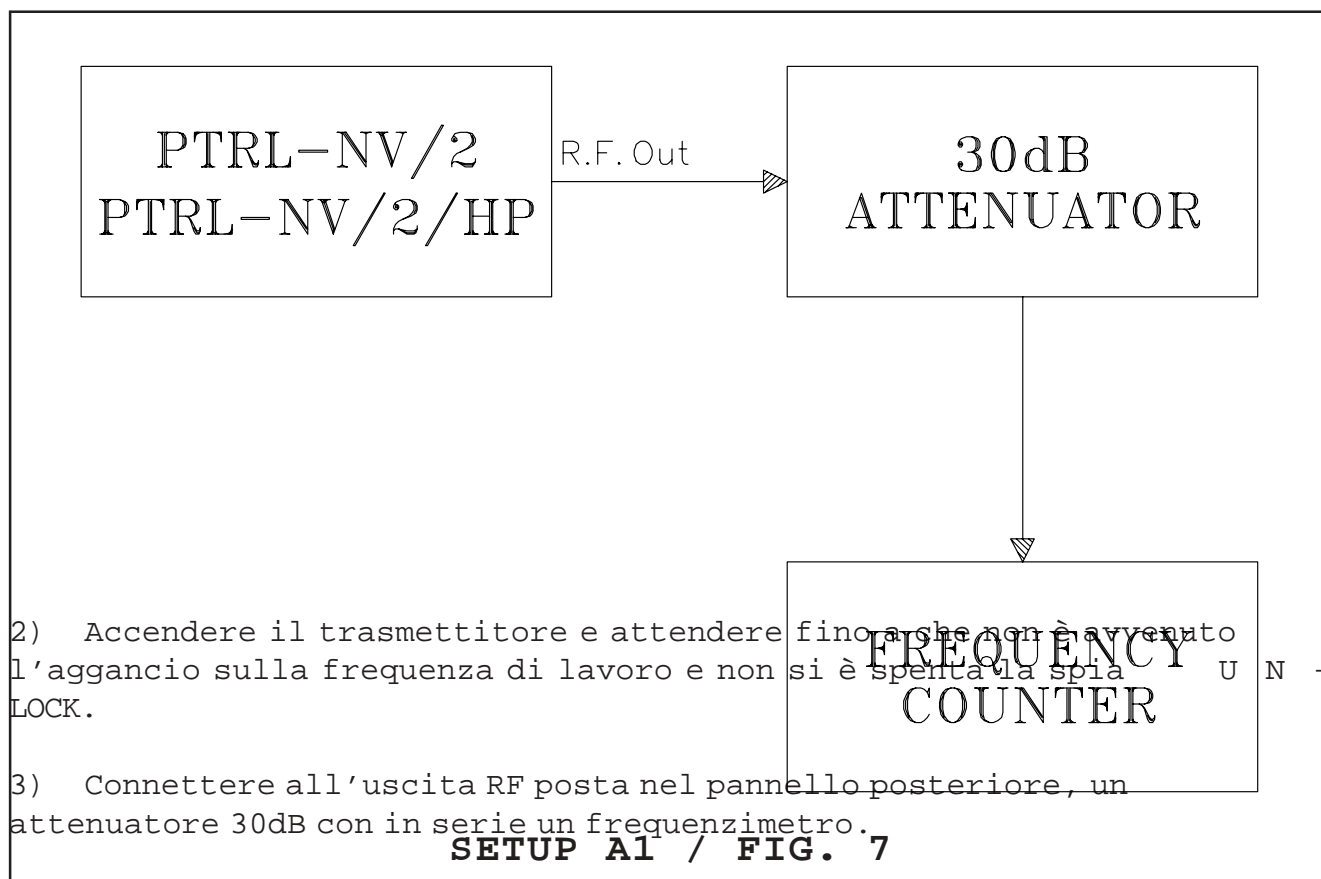 PTRL-NV/2
PTRL-NV/2/HP
R.F. Out
30dB
ATTENUATOR
FREQUENCY
COUNTER
2) Accendere il trasmettitore e attendere fino a che non è avvenuto
l'aggancio sulla frequenza di lavoro e non si è spenta la spia U N -
LOCK.
3) Connettere all'uscita RF posta nel pannello posteriore, un
attenuatore 30dB con in serie un frequenzimetro.
SETUP A1 / FIG. 7